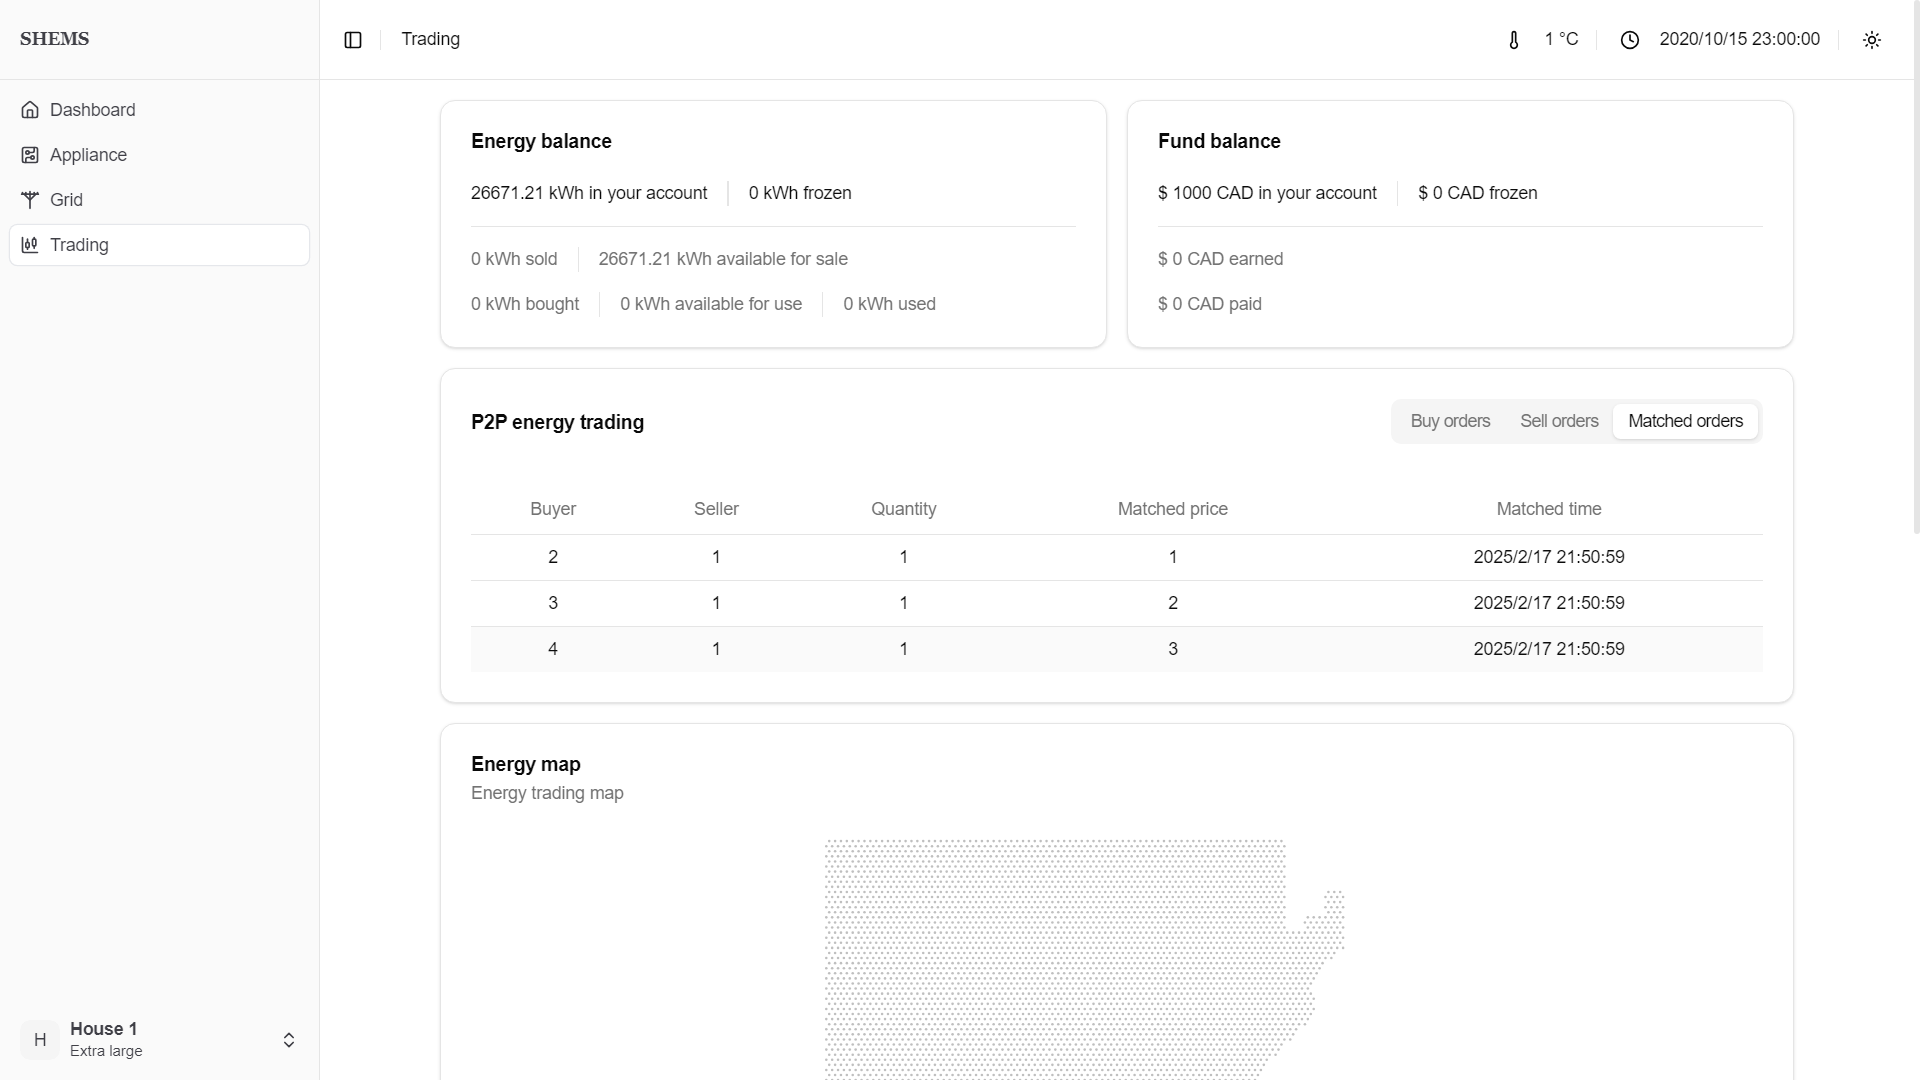 SHEMS
Trading
1 °C
2020/10/15 23:00:00
Dashboard
Appliance
Grid
Trading
Energy balance
26671.21 kWh in your account
0 kWh frozen
0 kWh sold
26671.21 kWh available for sale
0 kWh bought
0 kWh available for use
0 kWh used
Fund balance
$ 1000 CAD in your account
$ 0 CAD frozen
$ 0 CAD earned
$ 0 CAD paid
P2P energy trading
Buy orders
Sell orders
Matched orders
Buyer Seller Quantity Matched price Matched time
2 1 1 1 2025/2/17 21:50:59
3 1 1 2 2025/2/17 21:50:59
4 1 1 3 2025/2/17 21:50:59
Energy map
Energy trading map
H
House 1
Extra large